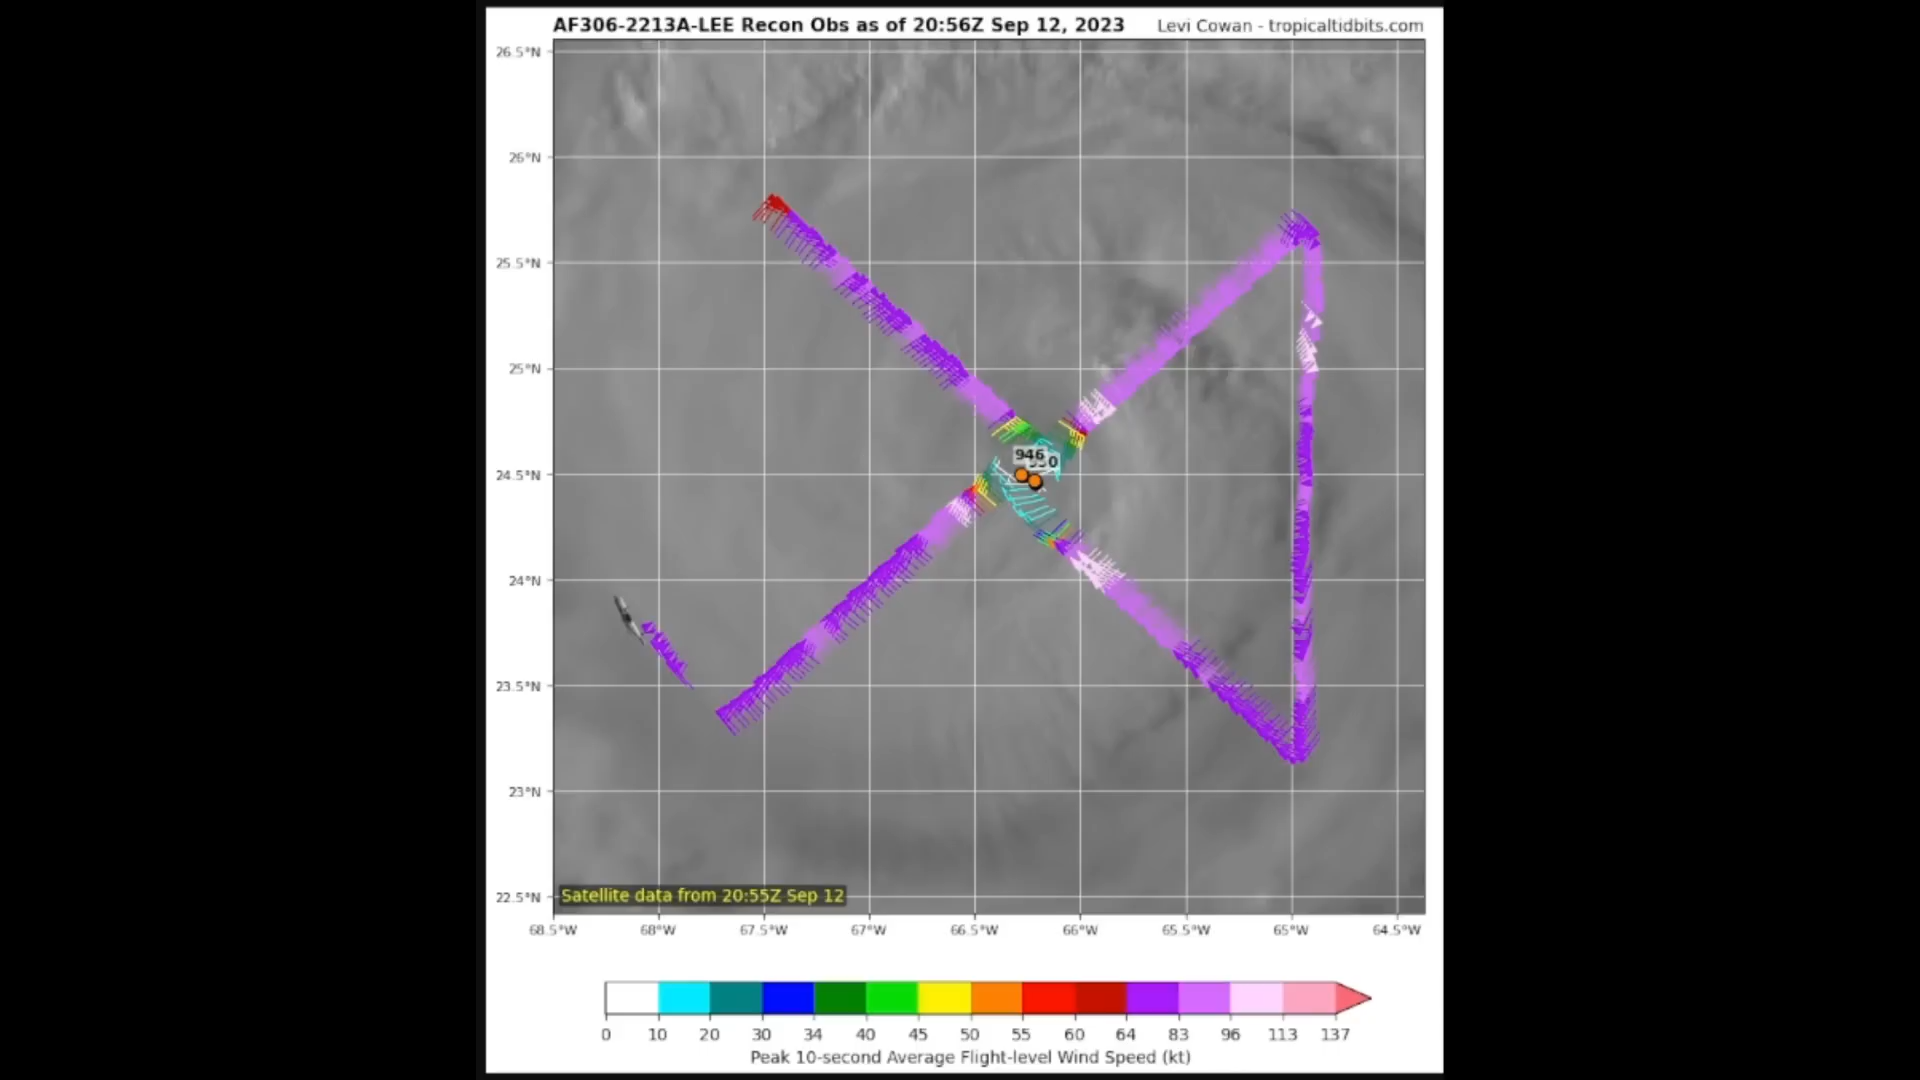 AF306-2213A-LEE Recon Obs as of 20:56Z Sep 12, 2023 Levi Cowan - tropicaltidbits.com
26.5°N
26°N
25.5°N
25°N
24.5°N
24°N
23.5°N
23°N
22.5°N
946
Satellite data from 20:55Z Sep 12
68.5°W 68°W 67.5°W 67°W 66.5°W 66°W 65.5°W 65°W 64.5°W
0 10 20 30 34 40 45 50 55 60 64 83 96 113 137
Peak 10-second Average Flight-level Wind Speed (kt)